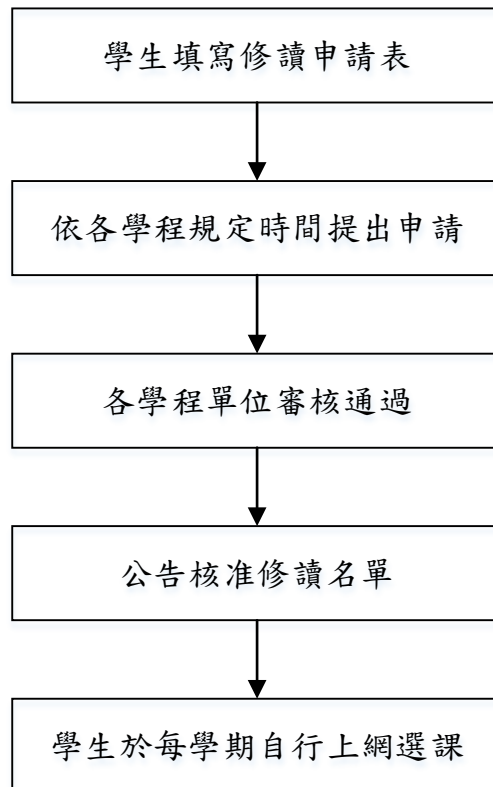 學生填寫修讀申請表
依各學程規定時間提出申請
各學程單位審核通過
公告核准修讀名單
學生於每學期自行上網選課